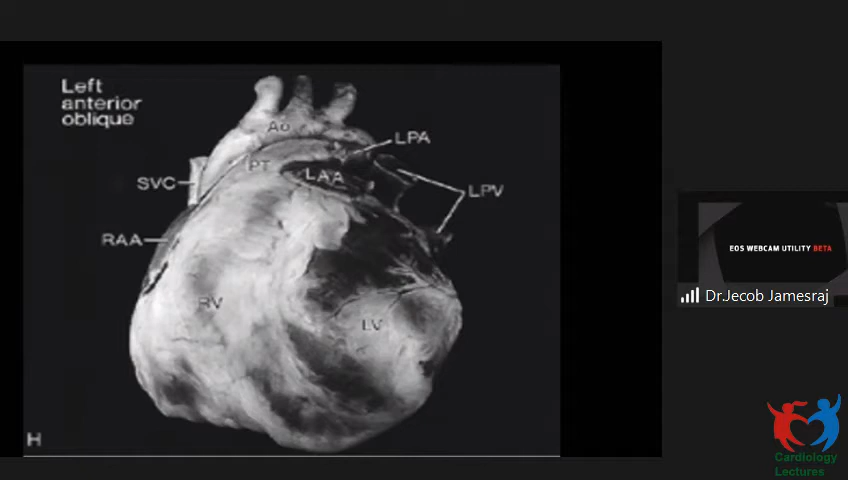 Left
anterior
oblique
Ao
LPA
PT
LAA
SVC
LPV
RAA
RV
LV
H
EOS WEBCAM UTILITY BETA
Dr.Jecob Jamesraj
Cardiology
Lectures